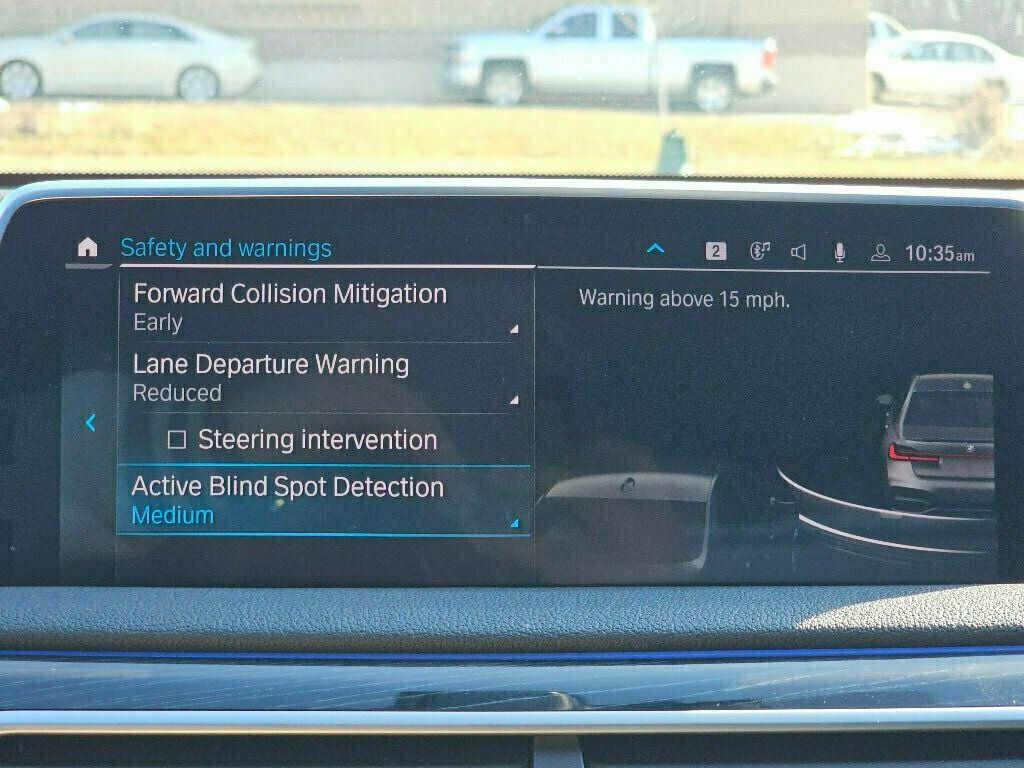 Safety and warnings
2
10:35am
Forward Collision Mitigation
Early
Warning above 15 mph.
Lane Departure Warning
Reduced
Steering intervention
Active Blind Spot Detection
Medium